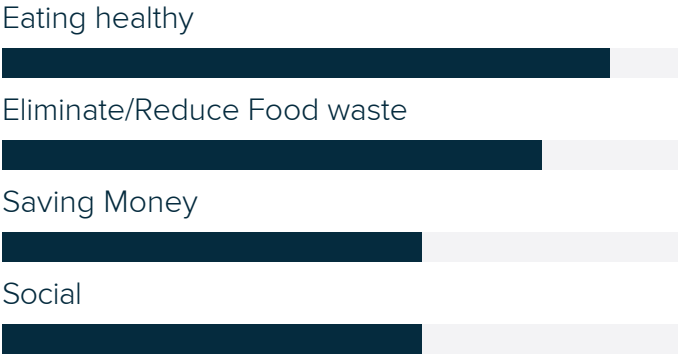 Eating healthy
Eliminate/Reduce Food waste
Saving Money
Social